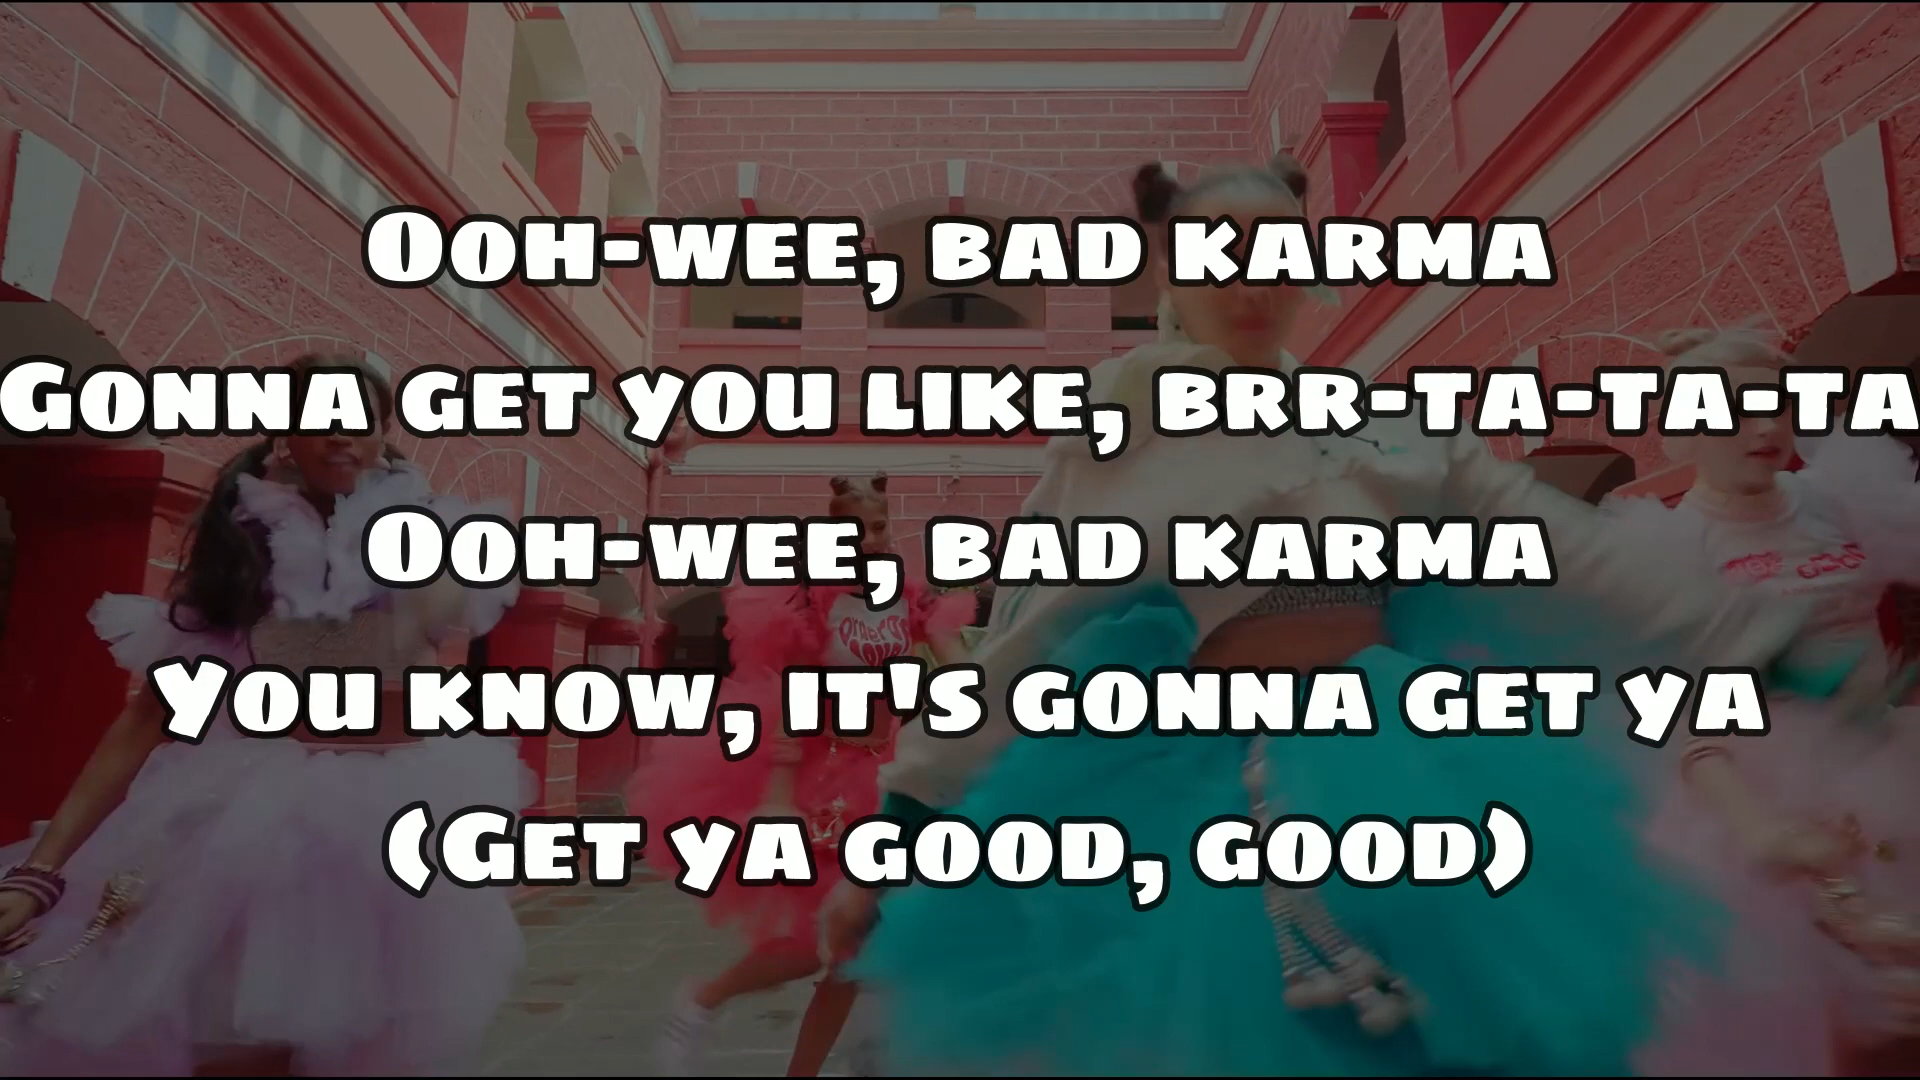 Ooh-wee, bad karma
Gonna get you like, brr-ta-ta-ta
Ooh-wee, bad karma
You know, it's gonna get ya
(Get ya good, good)